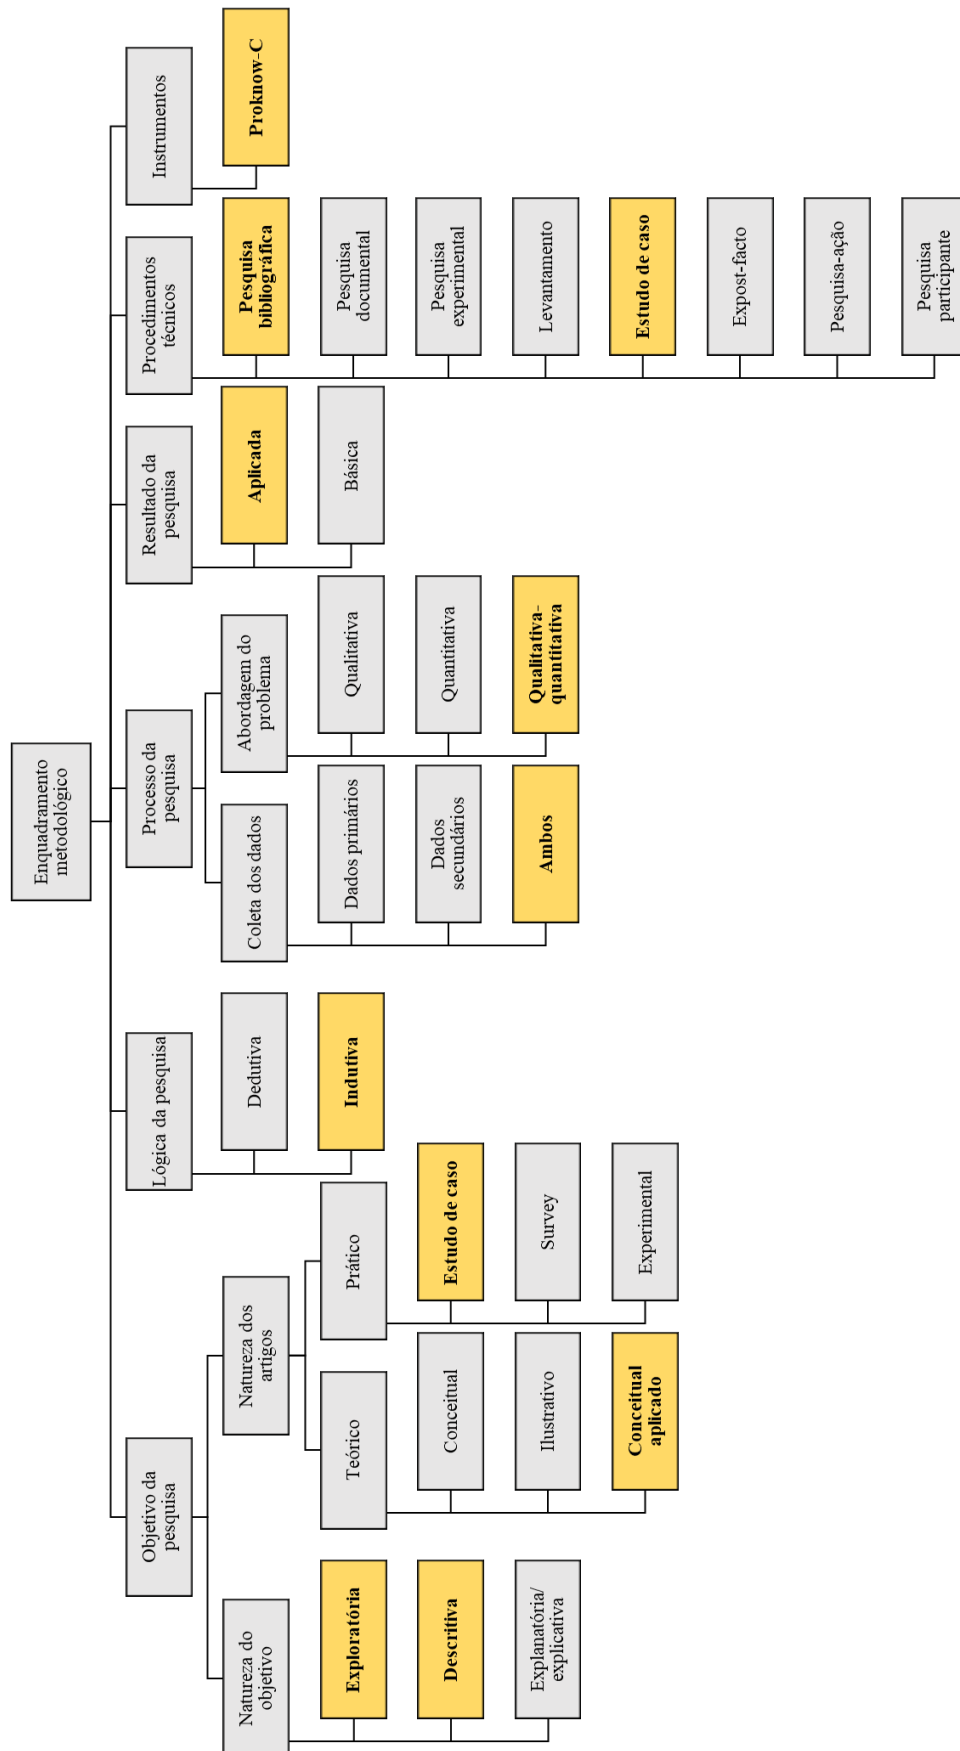 Enquadramento
metodológico
Objetivo da
pesquisa
Lógica da pesquisa
Processo da
pesquisa
Resultado da
pesquisa
Procedimentos
técnicos
Instrumentos
Natureza do
objetivo
Exploratória
Descritiva
Explanatória/
explicativa
Natureza dos
artigos
Teórico
Conceitual
Ilustrativo
Conceitual
aplicado
Prático
Estudo de caso
Survey
Experimental
Dedutiva
Indutiva
Coleta dos dados
Dados primários
Dados
secundários
Ambos
Abordagem do
problema
Qualitativa
Quantitativa
Qualitativa-
quantitativa
Aplicada
Básica
Pesquisa
bibliográfica
Pesquisa
documental
Pesquisa
experimental
Levantamento
Estudo de caso
Expost-facto
Pesquisa-ação
Pesquisa
participante
Proknow-C